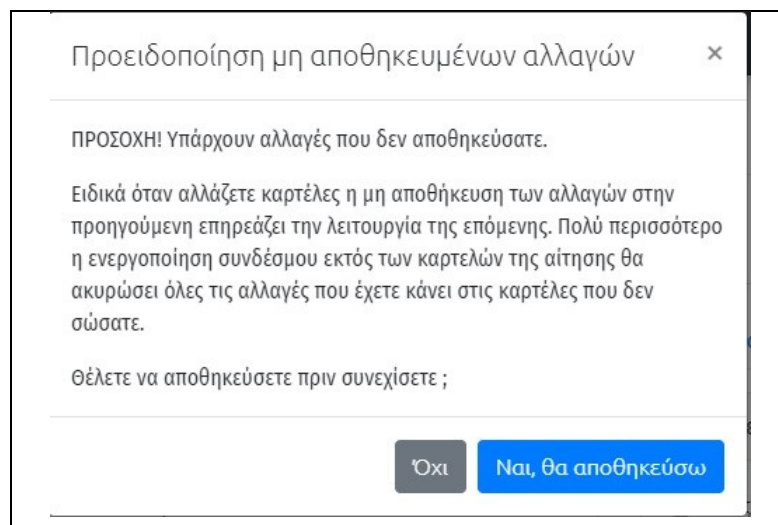 Προειδοποίηση μη αποθηκευμένων αλλαγών ×
ΠΡΟΣΟΧΗ! Υπάρχουν αλλαγές που δεν αποθηκεύσατε.
Ειδικά όταν αλλάζετε καρτέλες η μη αποθήκευση των αλλαγών στην
προηγούμενη επηρεάζει την λειτουργία της επόμενης. Πολύ περισσότερο
η ενεργοποίηση συνδέσμου εκτός των καρτελών της αίτησης θα
ακυρώσει όλες τις αλλαγές που έχετε κάνει στις καρτέλες που δεν
σώσατε.
Θέλετε να αποθηκεύσετε πριν συνεχίσετε ;
Όχι Ναι, θα αποθηκεύσω